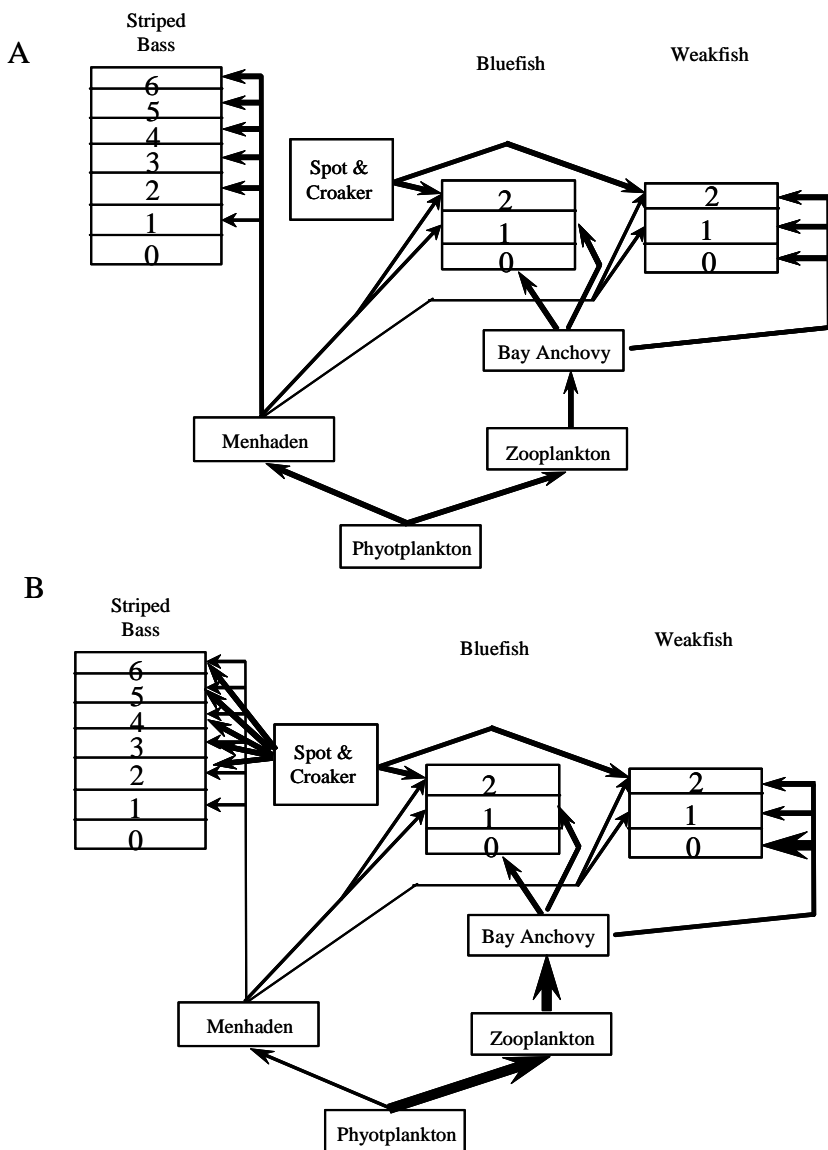 A
Striped
Bass
Bluefish
Weakfish
6
5
4
3
2
1
0
Spot &
Croaker
2
1
0
2
1
0
Bay Anchovy
Menhaden
Zooplankton
Phyotplankton
B
Striped
Bass
Bluefish
Weakfish
6
5
4
3
2
1
0
Spot &
Croaker
2
1
0
2
1
0
Bay Anchovy
Menhaden
Zooplankton
Phyotplankton